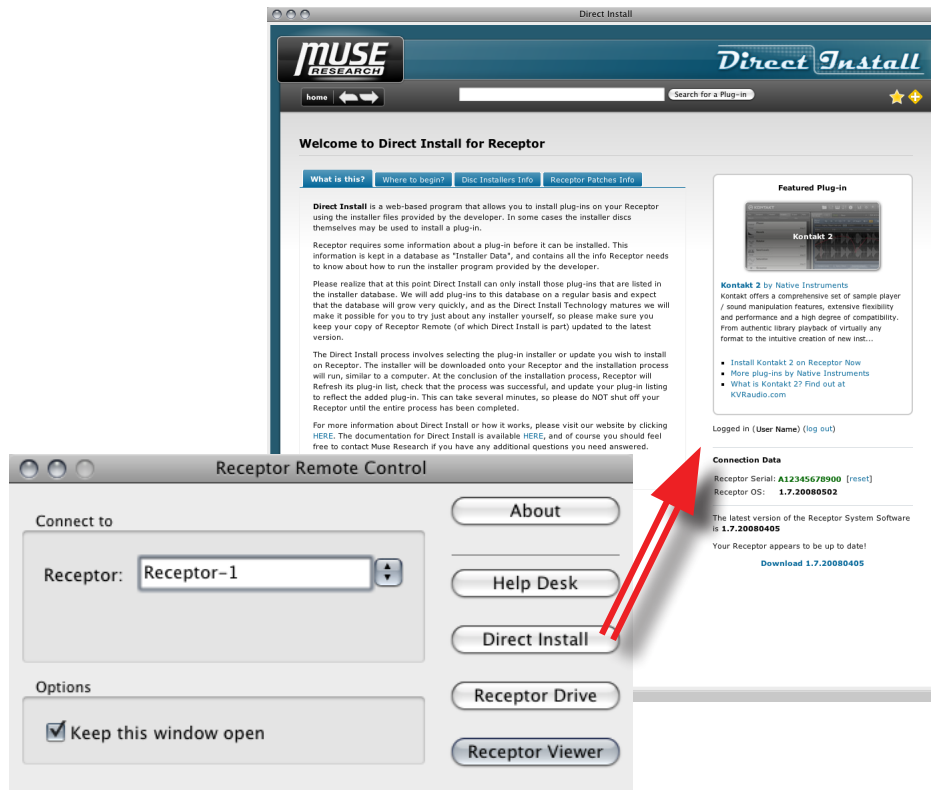 Direct Install
MUSE
RESEARCH
Direct Install
home
Search for a Plug-in
Welcome to Direct Install for Receptor
What is this?
Where to begin?
Disc Installers Info
Receptor Patches Info
Direct Install is a web-based program that allows you to install plug-ins on your Receptor
using the installer files provided by the developer. In some cases the installer discs
themselves may be used to install a plug-in.
Receptor requires some information about a plug-in before it can be installed. This
information is kept in a database as "Installer Data", and contains all the info Receptor needs
to know about how to run the installer program provided by the developer.
Please realize that at this point Direct Install can only install those plug-ins that are listed in
the installer database. We will add plug-ins to this database on a regular basis and expect
that the database will grow very quickly, and as the Direct Install Technology matures we will
make it possible for you to try just about any installer yourself, so please make sure you
keep your copy of Receptor Remote (of which Direct Install is part) updated to the latest
version.
The Direct Install process involves selecting the plug-in installer or update you wish to install
on Receptor. The installer will be downloaded onto your Receptor and the installation process
will run, similar to a computer. At the conclusion of the installation process, Receptor will
Refresh its plug-in list, check that the process was successful, and update your plug-in listing
to reflect the added plug-in. This can take several minutes, so please do NOT shut off your
Receptor until the entire process has been completed.
For more information about Direct Install or how it works, please visit our website by clicking
HERE. The documentation for Direct Install is available HERE, and of course you should feel
free to contact Muse Research if you have any additional questions you need answered.
Featured Plug-in
KONTAKT
Kontakt 2
Kontakt 2 by Native Instruments
Kontakt offers a comprehensive set of sample player
/ sound manipulation features, extensive flexibility
and performance and a high degree of compatibility.
From authentic library playback of virtually any
format to the intuitive creation of new inst...
Install Kontakt 2 on Receptor Now
More plug-ins by Native Instruments
What is Kontakt 2? Find out at
KVRaudio.com
Logged in (User Name) (log out)
Connection Data
Receptor Serial: A12345678900 [reset]
Receptor OS: 1.7.20080502
The latest version of the Receptor System Software
is 1.7.20080405
Your Receptor appears to be up to date!
Download 1.7.20080405
Receptor Remote Control
Connect to
Receptor:
Receptor-1
Options
Keep this window open
About
Help Desk
Direct Install
Receptor Drive
Receptor Viewer